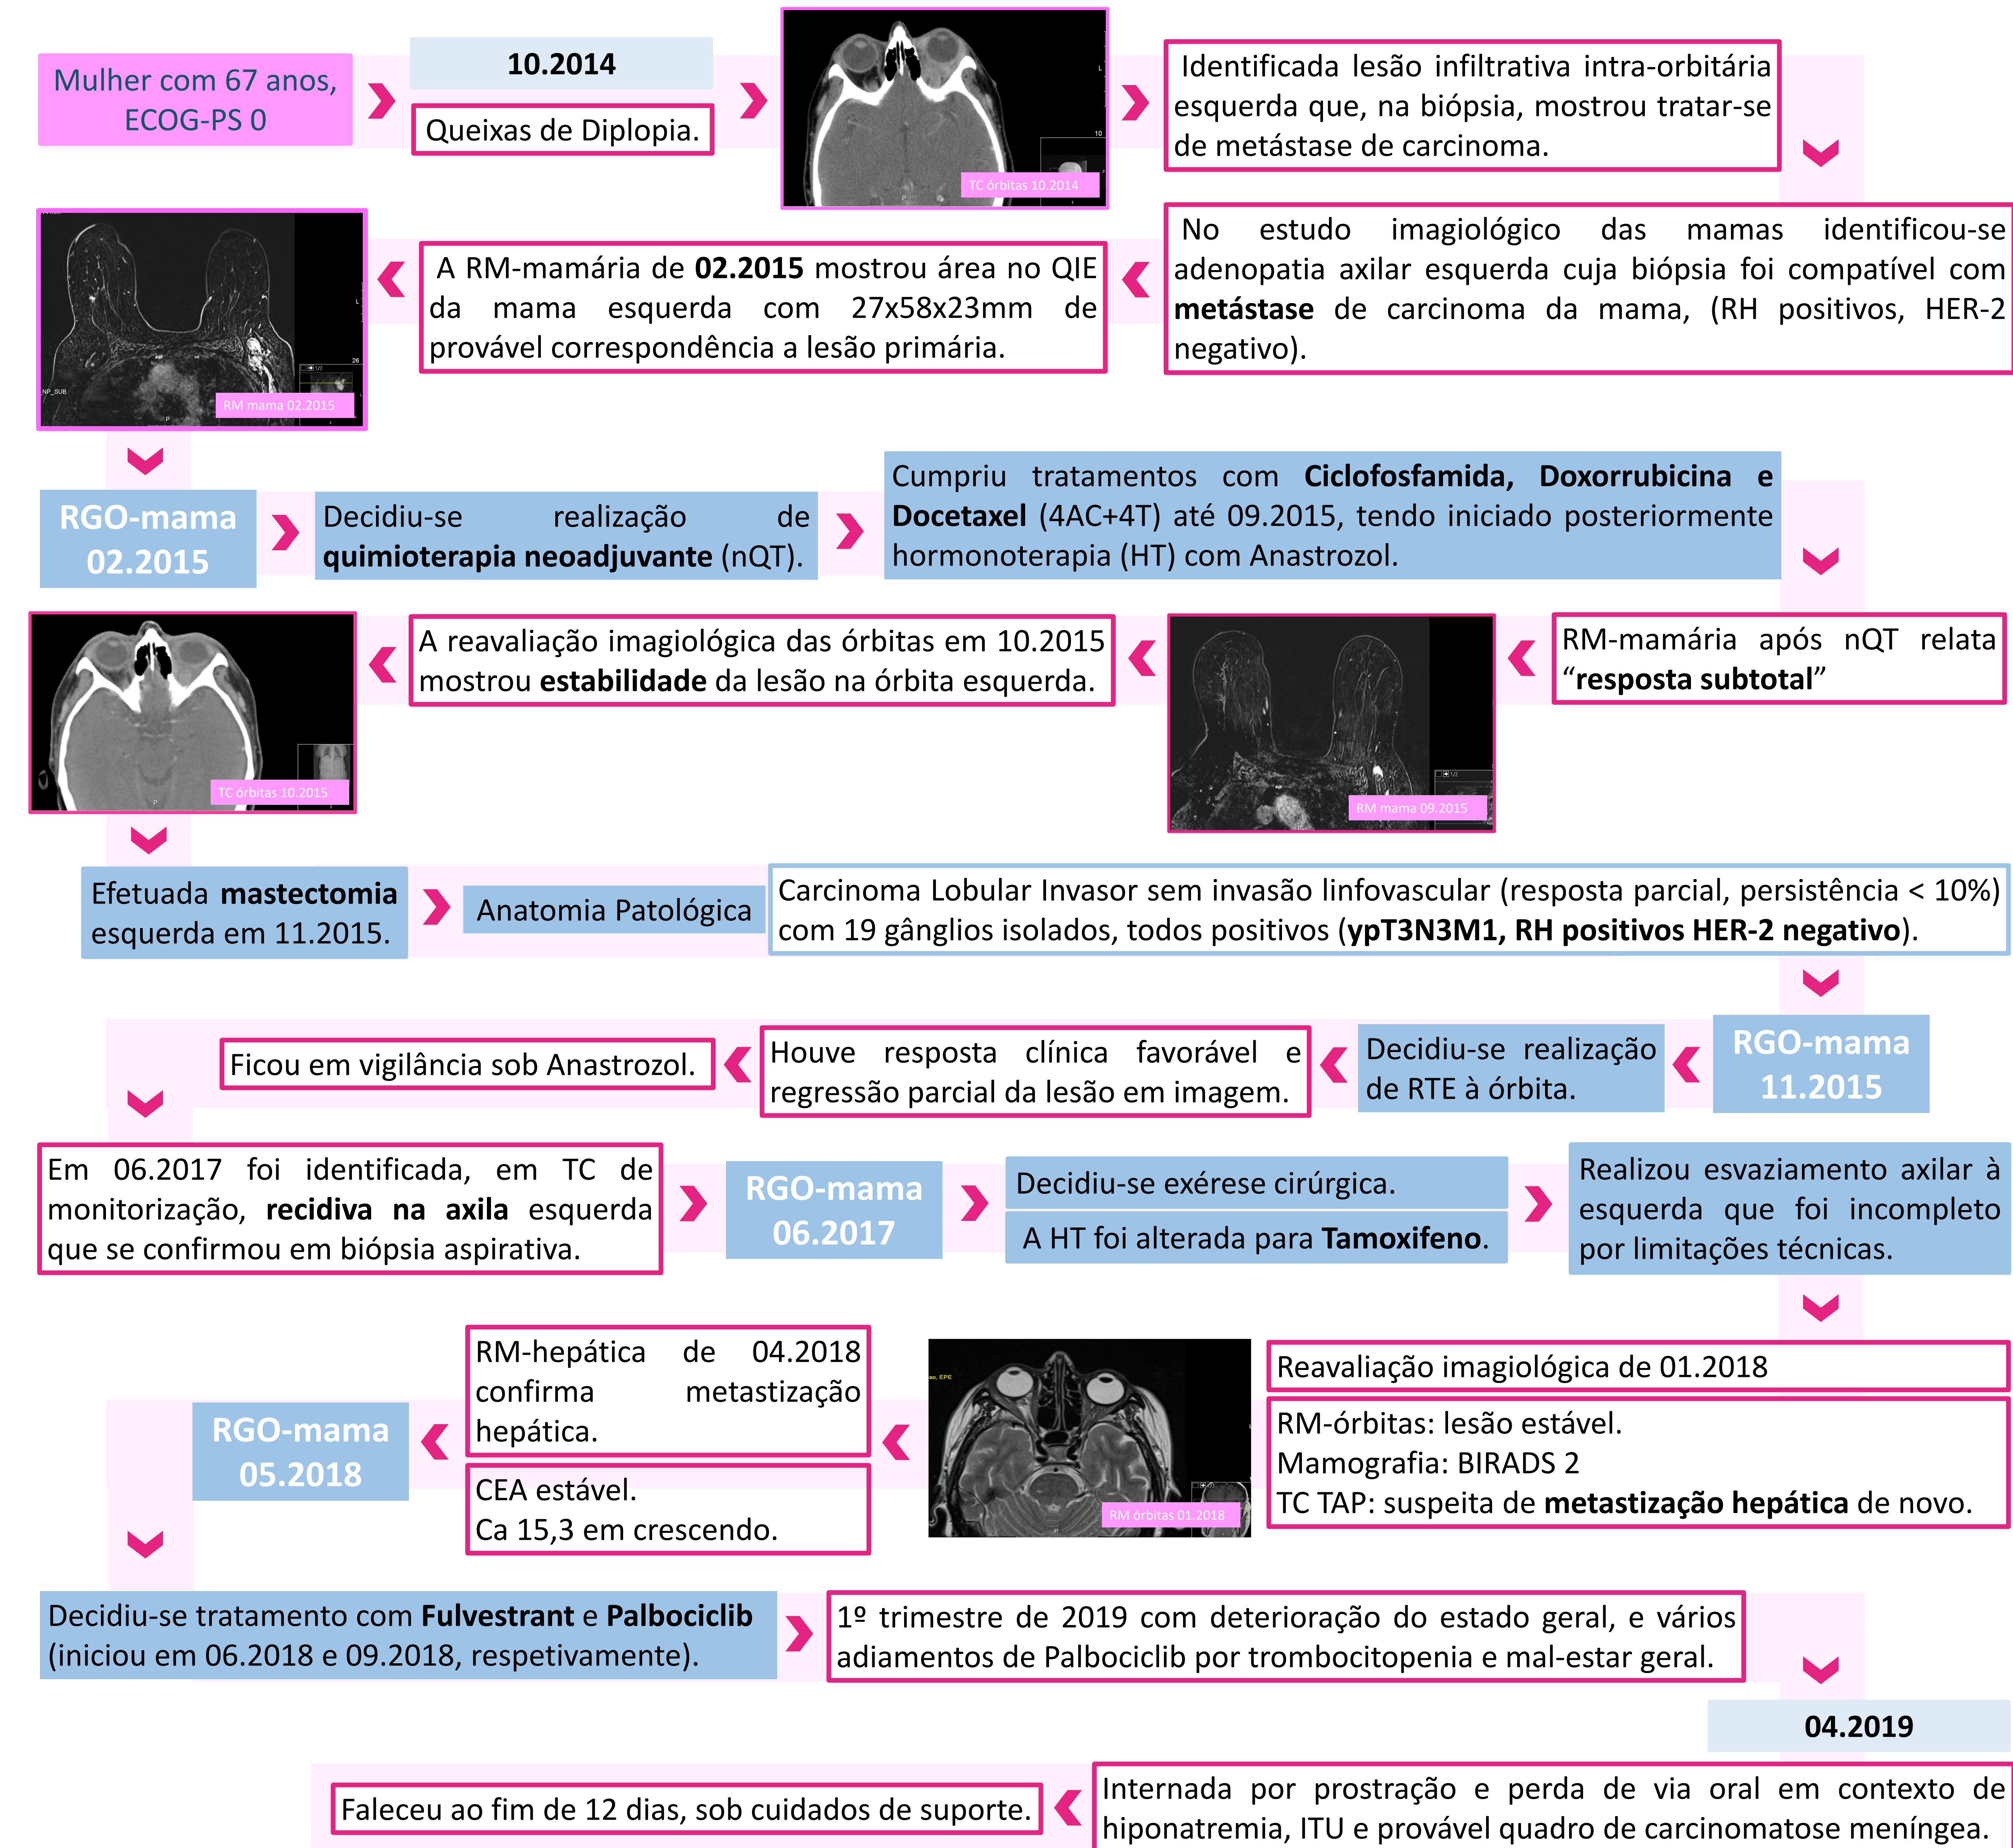 Mulher com 67 anos,
ECOG-PS 0
10.2014
Queixas de Diplopia.
L
10
P
TC órbitas 10.2014
Identificada lesão infiltrativa intra-orbitária
esquerda que, na biópsia, mostrou tratar-se
de metástase de carcinoma.
No estudo imagiológico das mamas identificou-se
adenopatia axilar esquerda cuja biópsia foi compatível com
metástase de carcinoma da mama, (RH positivos, HER-2
negativo).
A RM-mamária de 02.2015 mostrou área no QIE
da mama esquerda com 27x58x23mm de
provável correspondência a lesão primária.
L
26
1/3
NP_SUB
P
RM mama 02.2015
RGO-mama
02.2015
Decidiu-se realização de
quimioterapia neoadjuvante (nQT).
Cumpriu tratamentos com Ciclofosfamida, Doxorrubicina e
Docetaxel (4AC+4T) até 09.2015, tendo iniciado posteriormente
hormonoterapia (HT) com Anastrozol.
RM-mamária após nQT relata
“resposta subtotal”
1/2
RM mama 09.2015
A reavaliação imagiológica das órbitas em 10.2015
mostrou estabilidade da lesão na órbita esquerda.
TC órbitas 10.2015
P
Efetuada mastectomia
esquerda em 11.2015.
Anatomia Patológica
Carcinoma Lobular Invasor sem invasão linfovascular (resposta parcial, persistência < 10%)
com 19 gânglios isolados, todos positivos (ypT3N3M1, RH positivos HER-2 negativo).
RGO-mama
11.2015
Decidiu-se realização
de RTE à órbita.
Houve resposta clínica favorável e
regressão parcial da lesão em imagem.
Ficou em vigilância sob Anastrozol.
Em 06.2017 foi identificada, em TC de
monitorização, recidiva na axila esquerda
que se confirmou em biópsia aspirativa.
RGO-mama
06.2017
Decidiu-se exérese cirúrgica.
A HT foi alterada para Tamoxifeno.
Realizou esvaziamento axilar à
esquerda que foi incompleto
por limitações técnicas.
Reavaliação imagiológica de 01.2018
RM-órbitas: lesão estável.
Mamografia: BIRADS 2
TC TAP: suspeita de metastização hepática de novo.
RM órbitas 01.2018
P
RM-hepática de 04.2018
confirma metastização
hepática.
CEA estável.
Ca 15,3 em crescendo.
RGO-mama
05.2018
Decidiu-se tratamento com Fulvestrant e Palbociclib
(iniciou em 06.2018 e 09.2018, respetivamente).
1º trimestre de 2019 com deterioração do estado geral, e vários
adiamentos de Palbociclib por trombocitopenia e mal-estar geral.
04.2019
Internada por prostração e perda de via oral em contexto de
hiponatremia, ITU e provável quadro de carcinomatose meníngea.
Faleceu ao fim de 12 dias, sob cuidados de suporte.